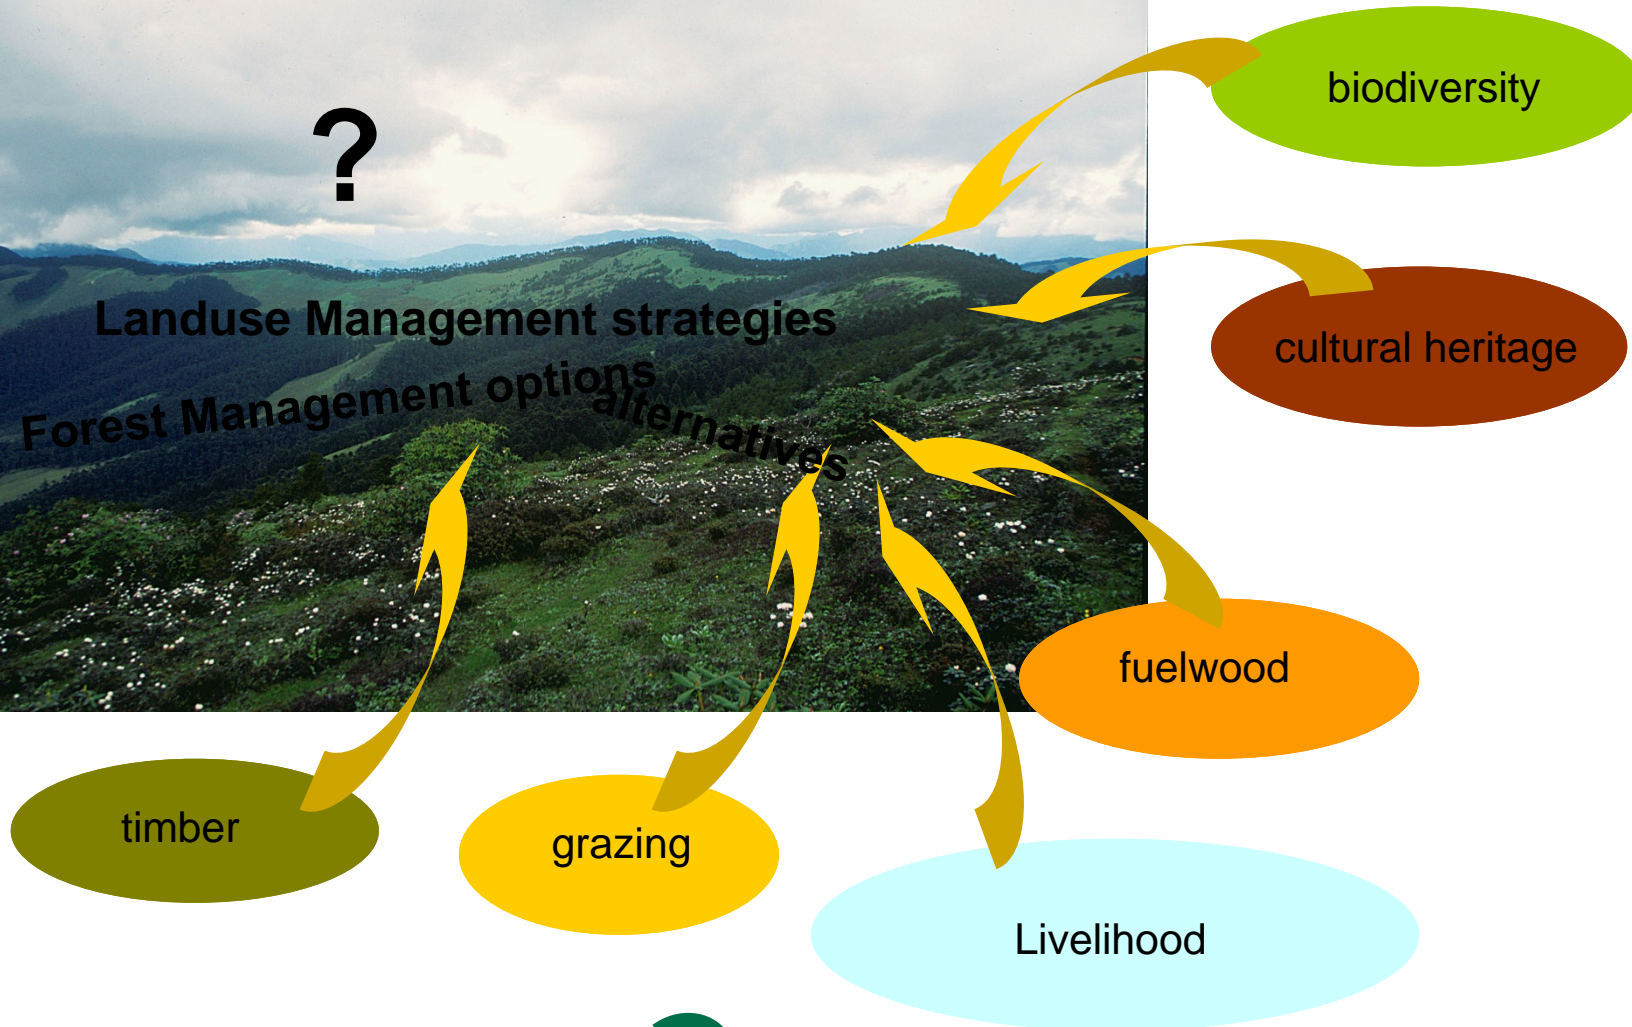 biodiversity
?
Landuse Management strategies
cultural heritage
Forest Management options
alternatives
fuelwood
timber
grazing
Livelihood